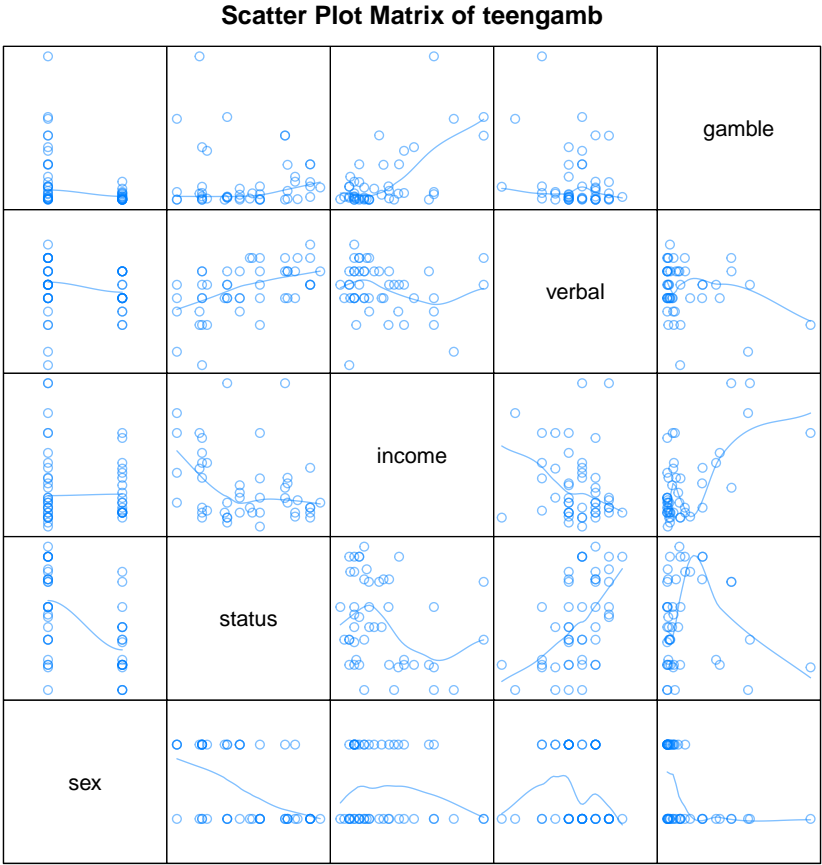 Scatter Plot Matrix of teengamb
gamble
verbal
income
status
sex